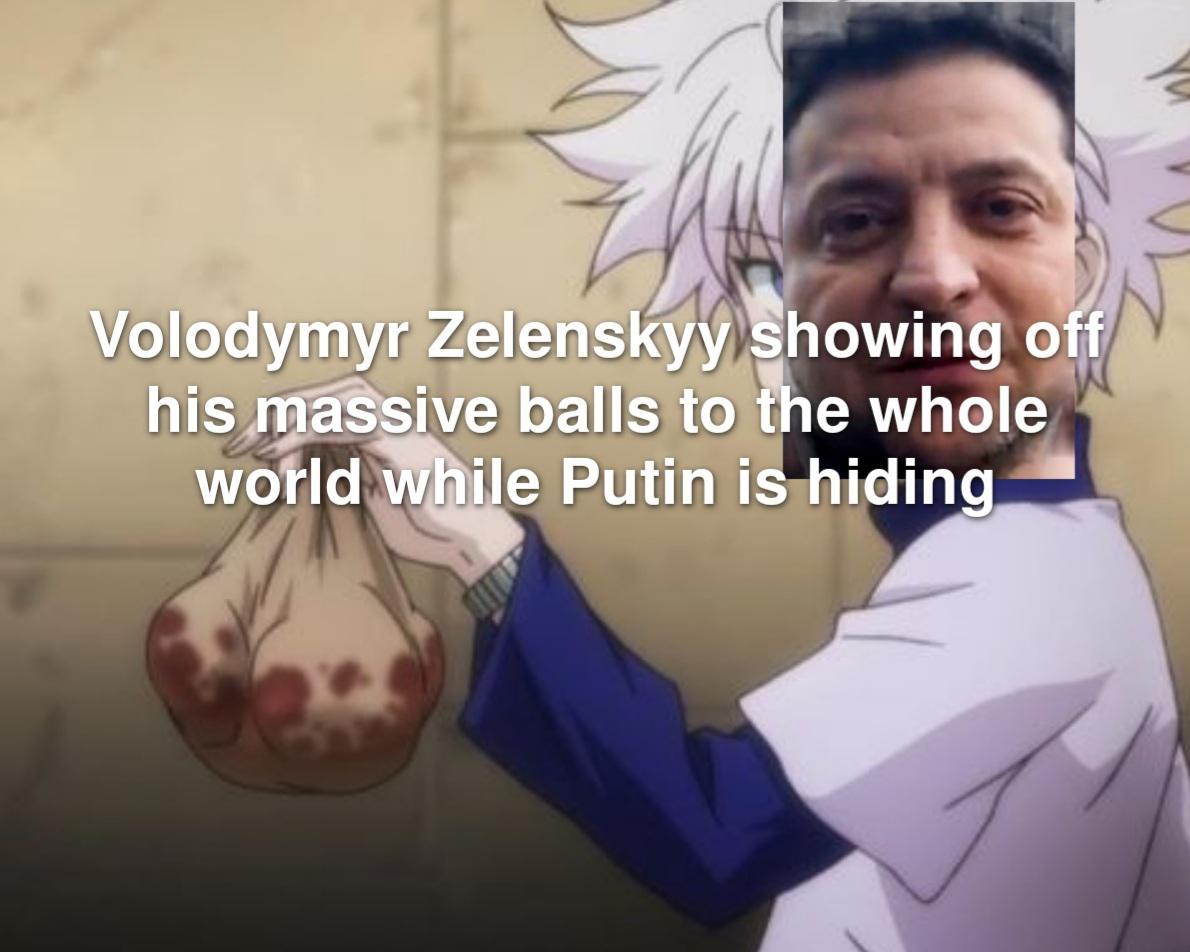 Volodymyr Zelenskyy showing off
his massive balls to the whole
world while Putin is hiding